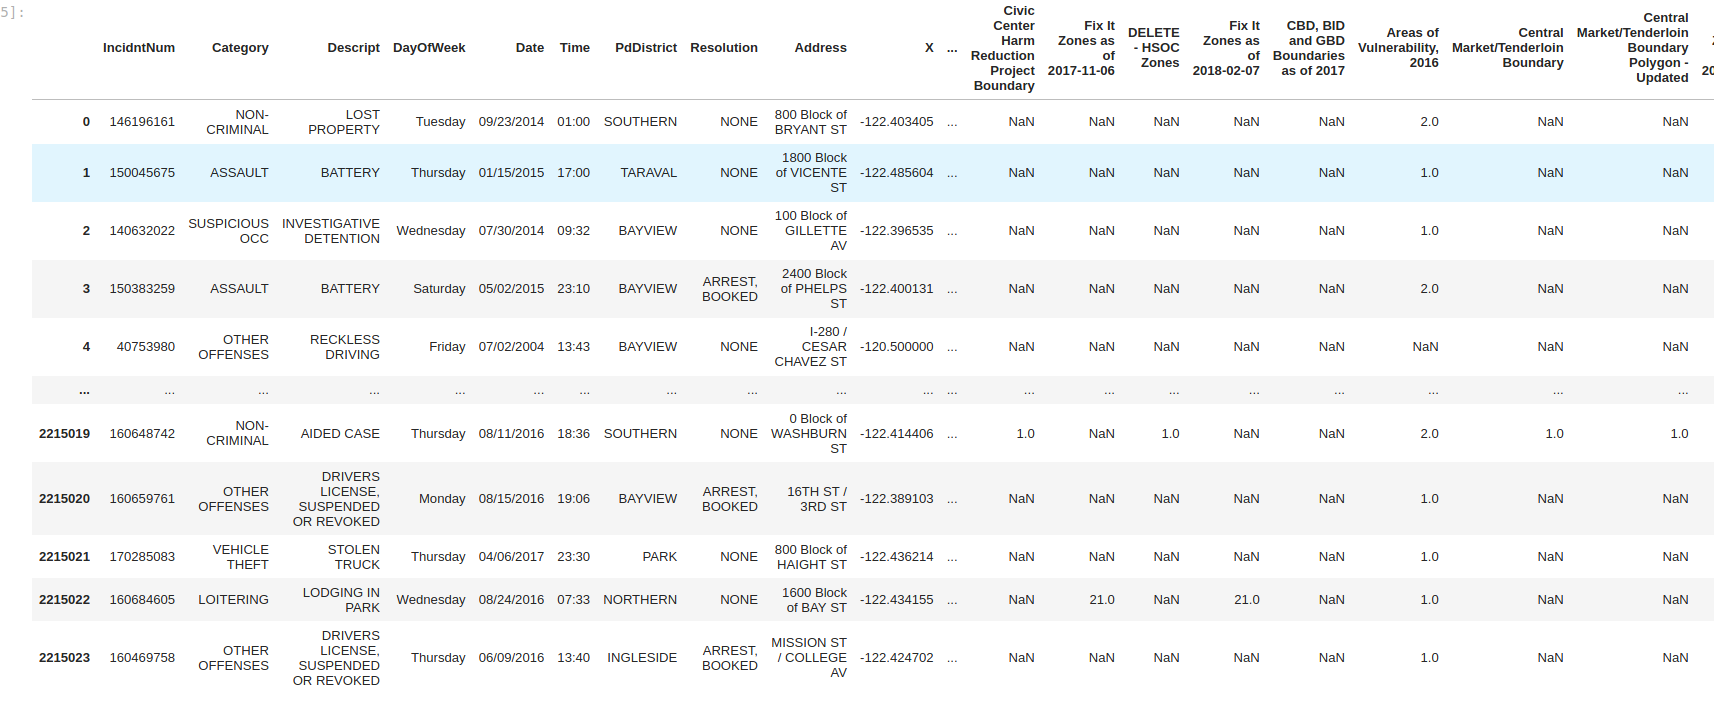 5]:
IncidntNum Category Descript DayOfWeek Date Time PdDistrict Resolution Address X ... Civic Center Harm Reduction Project Boundary Fix It Zones as of 2017-11-06 DELETE - HSOC Zones Fix It Zones as of 2018-02-07 CBD, BID and GBD Boundaries as of 2017 Areas of Vulnerability, 2016 Central Market/Tenderloin Boundary Central Market/Tenderloin Boundary Polygon - Updated
0 146196161 NON-CRIMINAL LOST PROPERTY Tuesday 09/23/2014 01:00 SOUTHERN NONE 800 Block of BRYANT ST -122.403405 ... NaN NaN NaN NaN NaN 2.0 NaN NaN
1 150045675 ASSAULT BATTERY Thursday 01/15/2015 17:00 TARAVAL NONE 1800 Block of VICENTE ST -122.485604 ... NaN NaN NaN NaN NaN 1.0 NaN NaN
2 140632022 SUSPICIOUS OCC INVESTIGATIVE DETENTION Wednesday 07/30/2014 09:32 BAYVIEW NONE 100 Block of GILLETTE AV -122.396535 ... NaN NaN NaN NaN NaN 1.0 NaN NaN
3 150383259 ASSAULT BATTERY Saturday 05/02/2015 23:10 BAYVIEW ARREST, BOOKED 2400 Block of PHELPS ST -122.400131 ... NaN NaN NaN NaN NaN 2.0 NaN NaN
4 40753980 OTHER OFFENSES RECKLESS DRIVING Friday 07/02/2004 13:43 BAYVIEW NONE I-280 / CESAR CHAVEZ ST -120.500000 ... NaN NaN NaN NaN NaN NaN NaN NaN
... ... ... ... ... ... ... ... ... ... ... ... ... ... ... ... ... ... ... ...
2215019 160648742 NON-CRIMINAL AIDED CASE Thursday 08/11/2016 18:36 SOUTHERN NONE 0 Block of WASHBURN ST -122.414406 ... 1.0 NaN 1.0 NaN NaN 2.0 1.0 1.0
2215020 160659761 OTHER OFFENSES DRIVERS LICENSE, SUSPENDED OR REVOKED Monday 08/15/2016 19:06 BAYVIEW ARREST, BOOKED 16TH ST / 3RD ST -122.389103 ... NaN NaN NaN NaN NaN 1.0 NaN NaN
2215021 170285083 VEHICLE THEFT STOLEN TRUCK Thursday 04/06/2017 23:30 PARK NONE 800 Block of HAIGHT ST -122.436214 ... NaN NaN NaN NaN NaN 1.0 NaN NaN
2215022 160684605 LOITERING LODGING IN PARK Wednesday 08/24/2016 07:33 NORTHERN NONE 1600 Block of BAY ST -122.434155 ... NaN 21.0 NaN 21.0 NaN 1.0 NaN NaN
2215023 160469758 OTHER OFFENSES DRIVERS LICENSE, SUSPENDED OR REVOKED Thursday 06/09/2016 13:40 INGLESIDE ARREST, BOOKED MISSION ST / COLLEGE AV -122.424702 ... NaN NaN NaN NaN NaN 1.0 NaN NaN